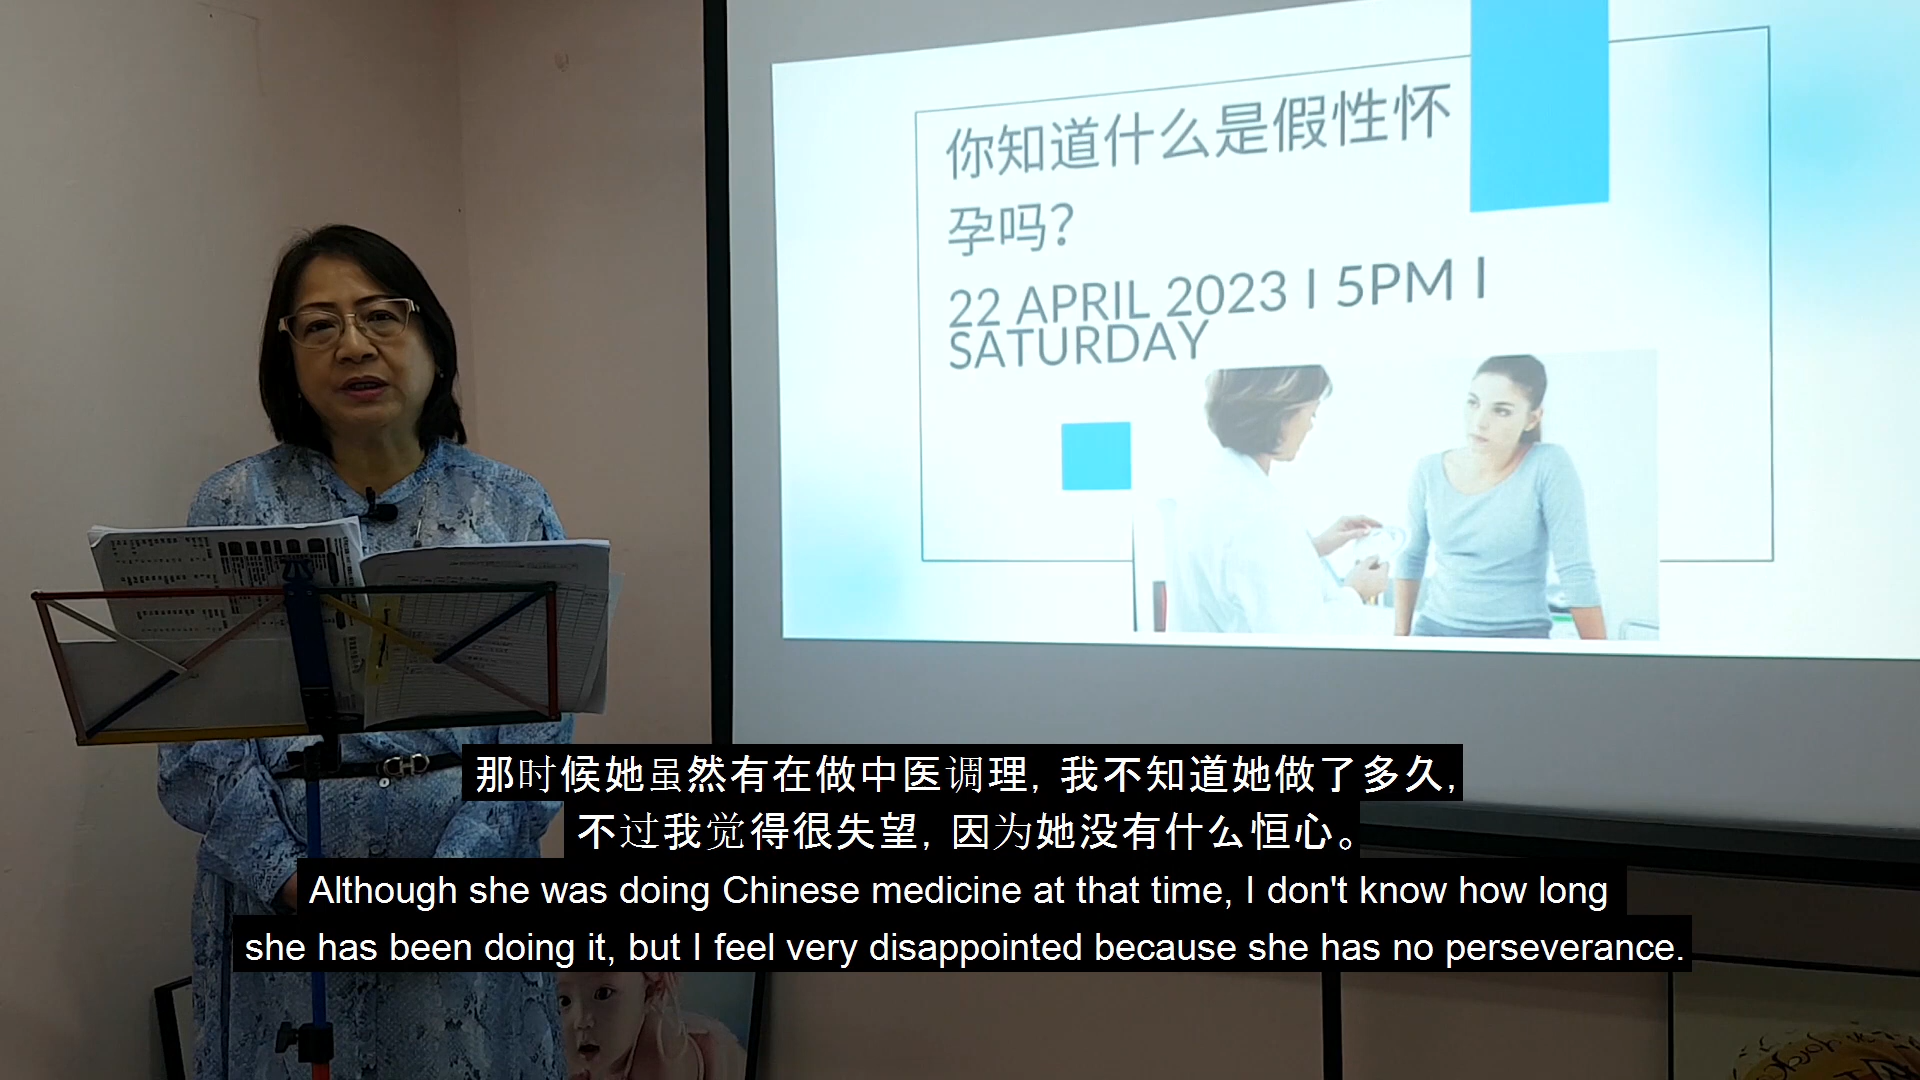 你知道什么是假性怀
孕吗?
22 APRIL 2023 I 5PM I
SATURDAY
那时候她虽然有在做中医调理, 我不知道她做了多久,
不过我觉得很失望, 因为她没有什么恒心。
Although she was doing Chinese medicine at that time, I don't know how long
she has been doing it, but I feel very disappointed because she has no perseverance.